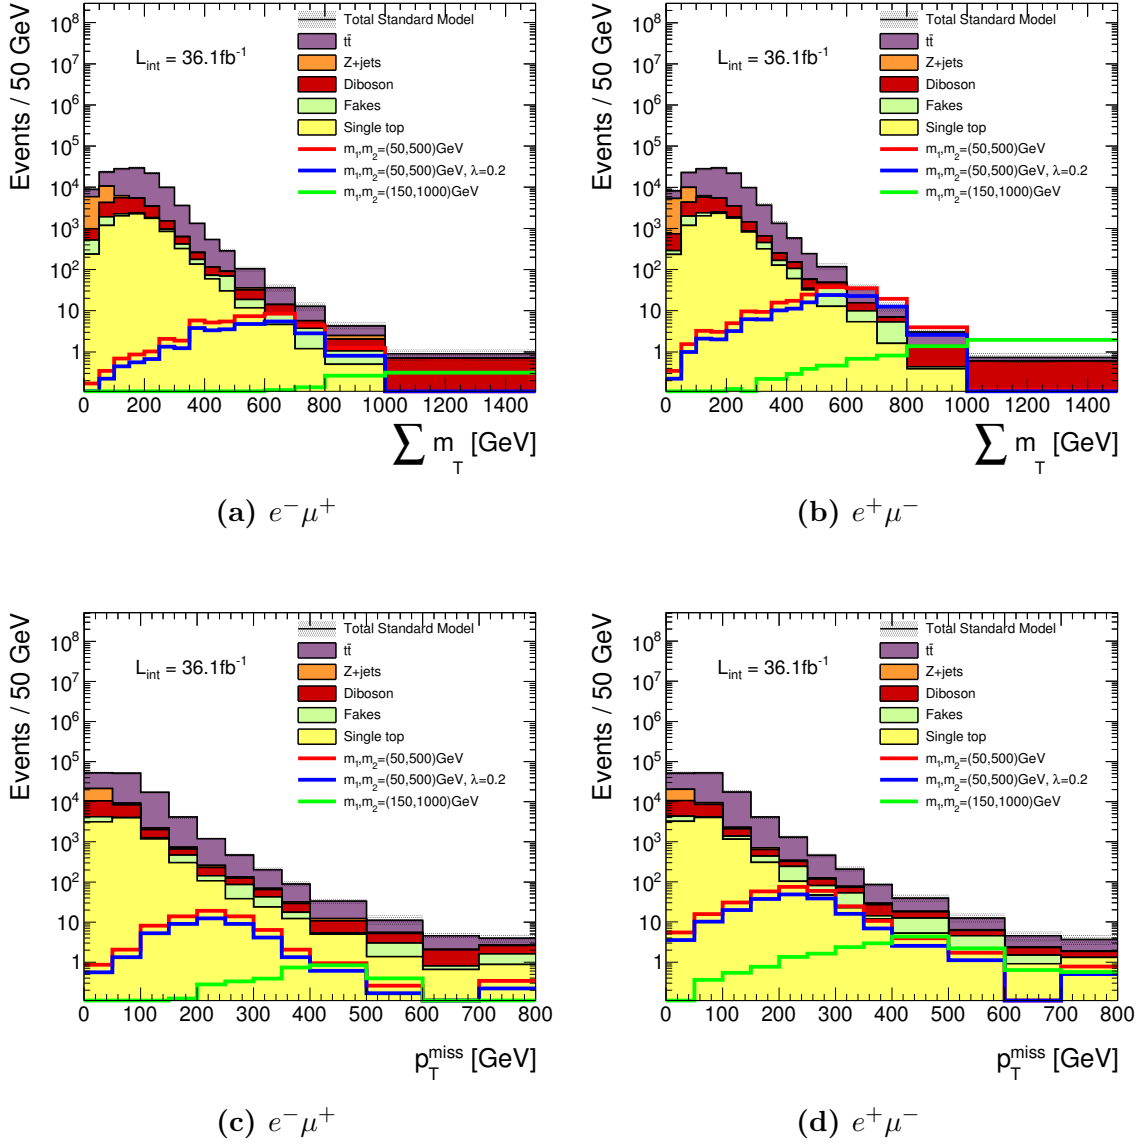 Events / 50 GeV
10⁸
10⁷
10⁶
10⁵
10⁴
10³
10²
10
1
L_int = 36.1fb⁻¹
Total Standard Model
tt̄
Z+jets
Diboson
Fakes
Single top
m₁,m₂=(50,500)GeV
m₁,m₂=(50,500)GeV, λ=0.2
m₁,m₂=(150,1000)GeV
0 200 400 600 800 1000 1200 1400
∑ m_T [GeV]
(a) e⁻μ⁺
Events / 50 GeV
10⁸
10⁷
10⁶
10⁵
10⁴
10³
10²
10
1
L_int = 36.1fb⁻¹
Total Standard Model
tt̄
Z+jets
Diboson
Fakes
Single top
m₁,m₂=(50,500)GeV
m₁,m₂=(50,500)GeV, λ=0.2
m₁,m₂=(150,1000)GeV
0 200 400 600 800 1000 1200 1400
∑ m_T [GeV]
(b) e⁺μ⁻
Events / 50 GeV
10⁸
10⁷
10⁶
10⁵
10⁴
10³
10²
10
1
L_int = 36.1fb⁻¹
Total Standard Model
tt̄
Z+jets
Diboson
Fakes
Single top
m₁,m₂=(50,500)GeV
m₁,m₂=(50,500)GeV, λ=0.2
m₁,m₂=(150,1000)GeV
0 100 200 300 400 500 600 700 800
p_T^miss [GeV]
(c) e⁻μ⁺
Events / 50 GeV
10⁸
10⁷
10⁶
10⁵
10⁴
10³
10²
10
1
L_int = 36.1fb⁻¹
Total Standard Model
tt̄
Z+jets
Diboson
Fakes
Single top
m₁,m₂=(50,500)GeV
m₁,m₂=(50,500)GeV, λ=0.2
m₁,m₂=(150,1000)GeV
0 100 200 300 400 500 600 700 800
p_T^miss [GeV]
(d) e⁺μ⁻